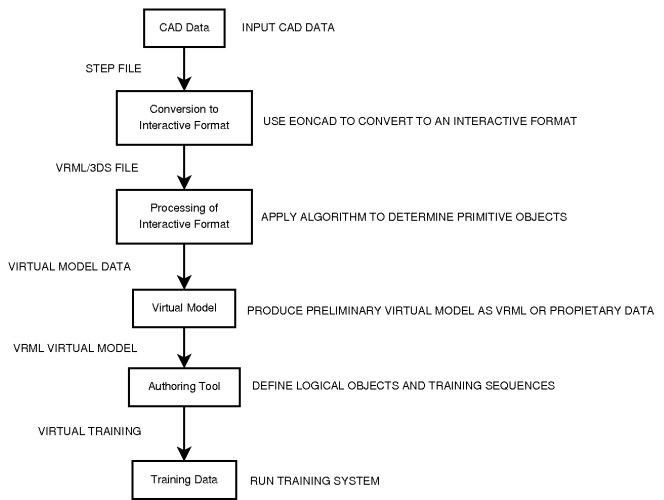 CAD Data
INPUT CAD DATA
STEP FILE
Conversion to
Interactive Format
USE EONCAD TO CONVERT TO AN INTERACTIVE FORMAT
VRML/3DS FILE
Processing of
Interactive Format
APPLY ALGORITHM TO DETERMINE PRIMITIVE OBJECTS
VIRTUAL MODEL DATA
Virtual Model
PRODUCE PRELIMINARY VIRTUAL MODEL AS VRML OR PROPIETARY DATA
VRML VIRTUAL MODEL
Authoring Tool
DEFINE LOGICAL OBJECTS AND TRAINING SEQUENCES
VIRTUAL TRAINING
Training Data
RUN TRAINING SYSTEM